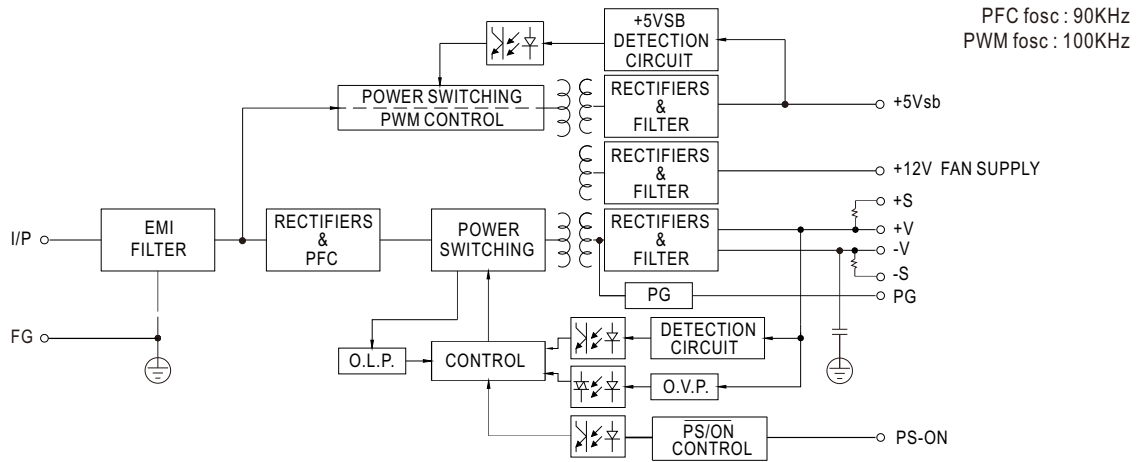 PFC fosc : 90KHz
PWM fosc : 100KHz
+5VSB
DETECTION
CIRCUIT
POWER SWITCHING
PWM CONTROL
RECTIFIERS
&
FILTER
+5Vsb
RECTIFIERS
&
FILTER
+12V FAN SUPPLY
I/P
EMI
FILTER
RECTIFIERS
&
PFC
POWER
SWITCHING
RECTIFIERS
&
FILTER
+S
+V
-V
-S
PG
PG
FG
O.L.P.
CONTROL
DETECTION
CIRCUIT
O.V.P.
PS/ON
CONTROL
PS-ON